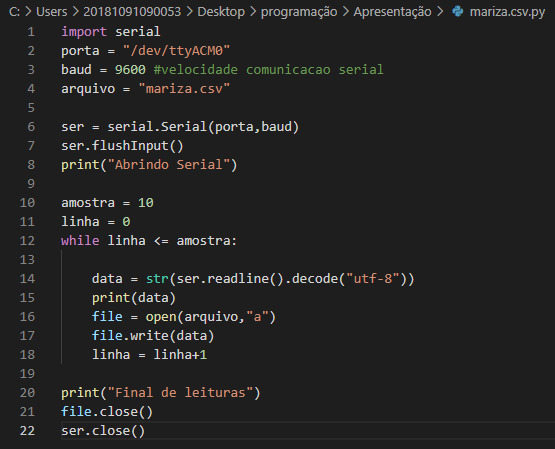 C: > Users > 20181091090053 > Desktop > programação > Apresentação > mariza.csv.py
1 import serial
2 porta = "/dev/ttyACM0"
3 baud = 9600 #velocidade comunicacao serial
4 arquivo = "mariza.csv"
5
6 ser = serial.Serial(porta,baud)
7 ser.flushInput()
8 print("Abrindo Serial")
9
10 amostra = 10
11 linha = 0
12 while linha <= amostra:
13
14     data = str(ser.readline().decode("utf-8"))
15     print(data)
16     file = open(arquivo,"a")
17     file.write(data)
18     linha = linha+1
19
20 print("Final de leituras")
21 file.close()
22 ser.close()